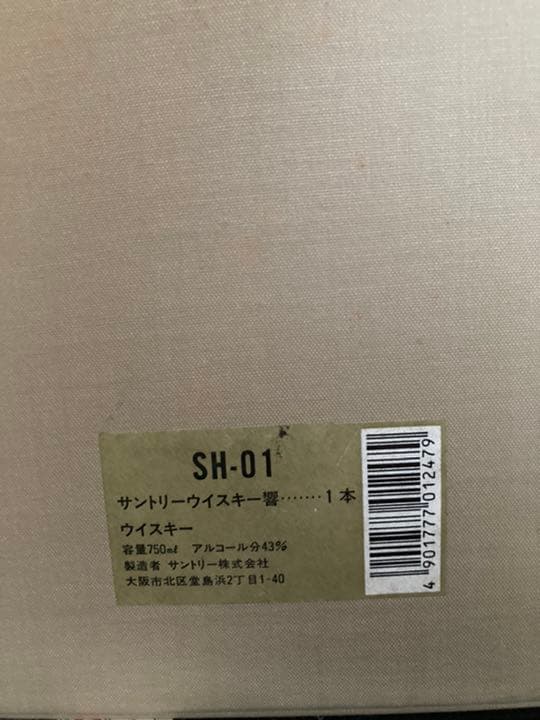 SH-01
サントリーウイスキー響‥‥‥‥1本
ウイスキー
容量750ml アルコール分43%
製造者 サントリー株式会社
大阪市北区堂島浜2丁目1-40
4 901777 012479